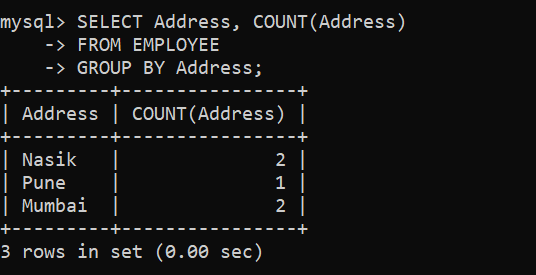 mysql> SELECT Address, COUNT(Address)
    -> FROM EMPLOYEE
    -> GROUP BY Address;
+---------+----------------+
| Address | COUNT(Address) |
+---------+----------------+
| Nasik   |              2 |
| Pune    |              1 |
| Mumbai  |              2 |
+---------+----------------+
3 rows in set (0.00 sec)